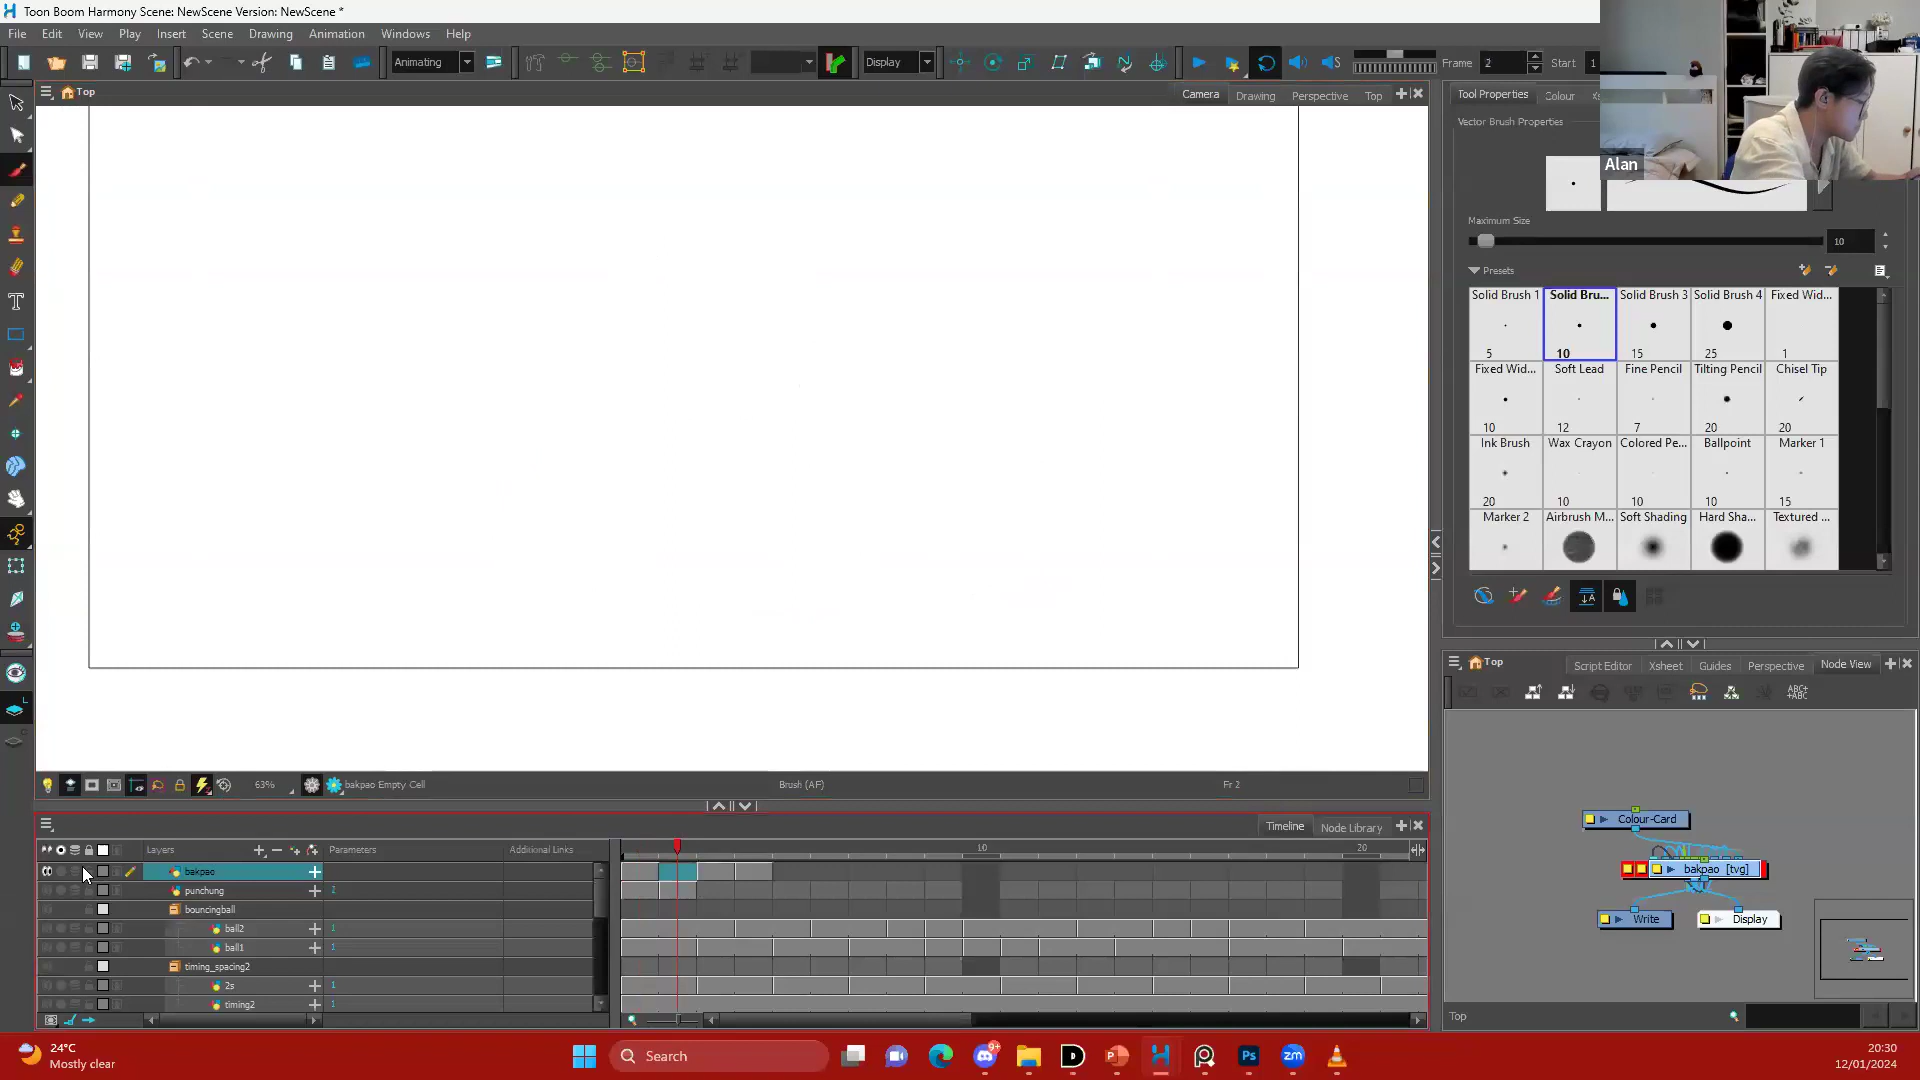 Toon Boom Harmony Scene: NewScene Version: NewScene *
File Edit View Play Insert Scene Drawing Animation Windows Help
Animating
Display
Frame 2 Start 1
Top
Camera Drawing Perspective Top
Tool Properties Colour
Alan
Vector Brush Properties
Maximum Size
10
Presets
Solid Brush 1 Solid Bru... Solid Brush 3 Solid Brush 4 Fixed Wid...
5 10 15 25 1
Fixed Wid... Soft Lead Fine Pencil Tilting Pencil Chisel Tip
10 12 7 20 20
Ink Brush Wax Crayon Colored Pe... Ballpoint Marker 1
20 10 10 10 15
Marker 2 Airbrush M... Soft Shading Hard Sha... Textured ...
Top
Script Editor Xsheet Guides Perspective Node View
ABC+
+ABC
Colour-Card
bakpao [tvg]
Write
Display
Top
63%
bakpao Empty Cell
Brush (AF)
Fr 2
Timeline Node Library
Layers Parameters Additional Links
10 20
bakpao
punchung 2
bouncingball
ball2 1
ball1 1
timing_spacing2
2s 1
timing2 1
24°C
Mostly clear
Search
9+
20:30
12/01/2024